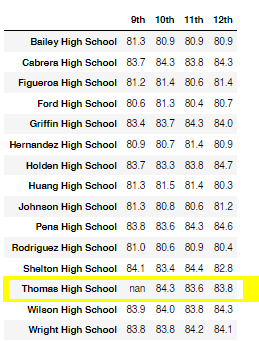 9th 10th 11th 12th
Bailey High School 81.3 80.9 80.9 80.9
Cabrera High School 83.7 84.3 83.8 84.3
Figueroa High School 81.2 81.4 80.6 81.4
Ford High School 80.6 81.3 80.4 80.7
Griffin High School 83.4 83.7 84.3 84.0
Hernandez High School 80.9 80.7 81.4 80.9
Holden High School 83.7 83.3 83.8 84.7
Huang High School 81.3 81.5 81.4 80.3
Johnson High School 81.3 80.8 80.6 81.2
Pena High School 83.8 83.6 84.3 84.6
Rodriguez High School 81.0 80.6 80.9 80.4
Shelton High School 84.1 83.4 84.4 82.8
Thomas High School nan 84.3 83.6 83.8
Wilson High School 83.9 84.0 83.8 84.3
Wright High School 83.8 83.8 84.2 84.1